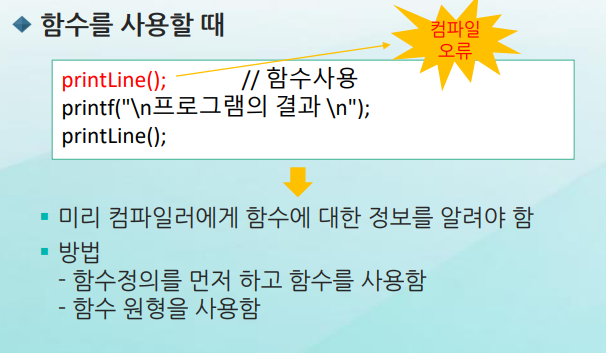 함수를 사용할 때
컴파일
오류
printLine(); // 함수사용
printf("\n프로그램의 결과 \n");
printLine();
미리 컴파일러에게 함수에 대한 정보를 알려야 함
방법
- 함수정의를 먼저 하고 함수를 사용함
- 함수 원형을 사용함